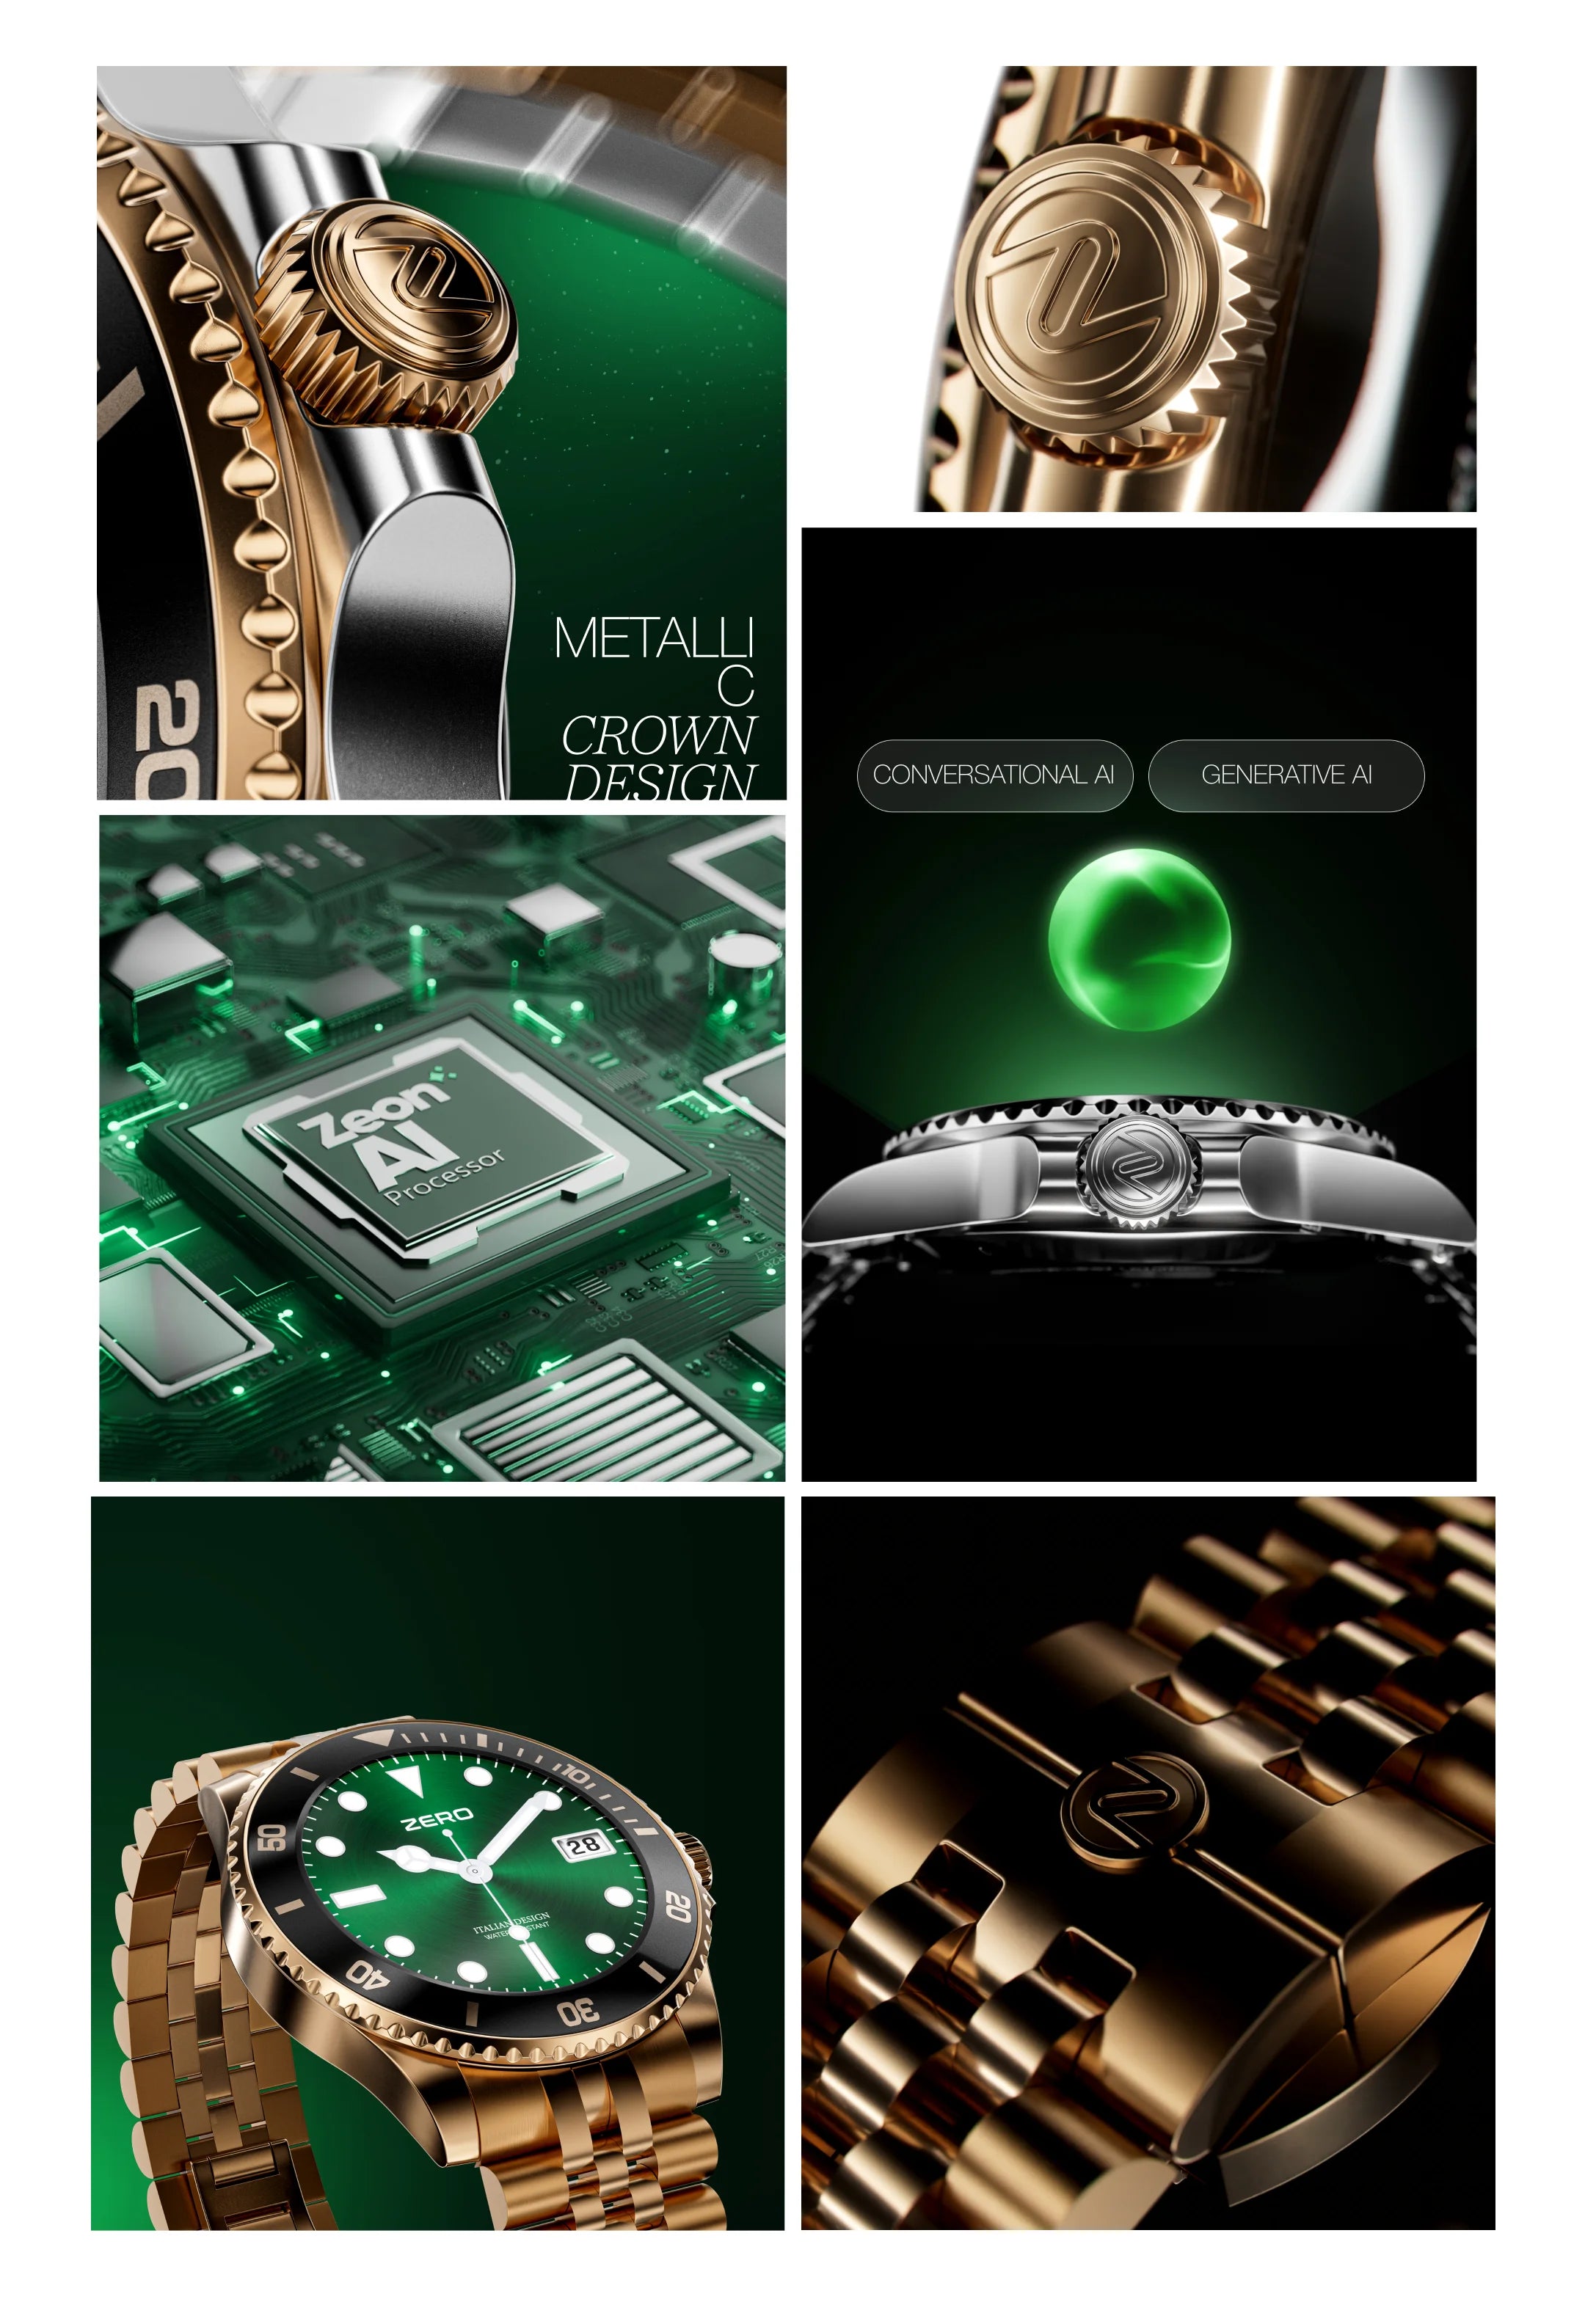 METALLI
C
CROWN
DESIGN
20
CONVERSATIONAL AI
GENERATIVE AI
Zeon
AI
Processor
ZERO
28
ITALIAN DESIGN
10
20
30
40
50